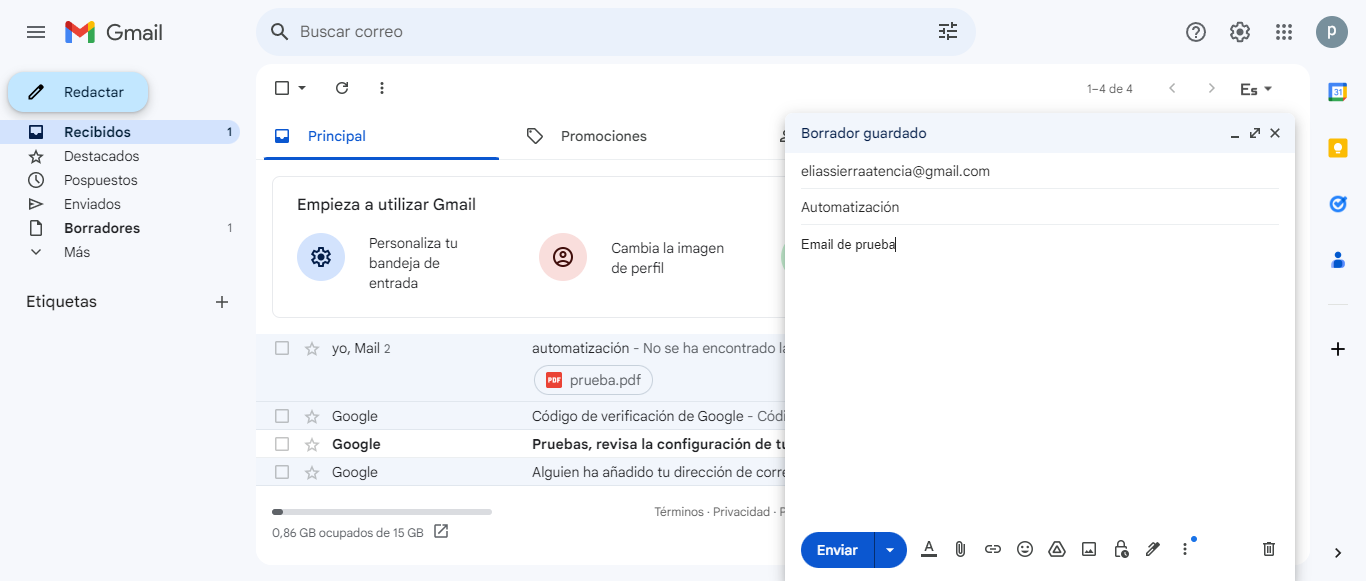 Gmail
Buscar correo
p
Redactar
Recibidos 1
Destacados
Pospuestos
Enviados
Borradores 1
Más
Etiquetas
1–4 de 4
Es
Principal
Promociones
Empieza a utilizar Gmail
Personaliza tu
bandeja de
entrada
Cambia la imagen
de perfil
yo, Mail 2 automatización - No se ha encontrado la
PDF prueba.pdf
Google Código de verificación de Google - Códi
Google Pruebas, revisa la configuración de tu
Google Alguien ha añadido tu dirección de corre
0,86 GB ocupados de 15 GB
Términos · Privacidad · P
Borrador guardado
eliassierraatencia@gmail.com
Automatización
Email de prueba
Enviar
31